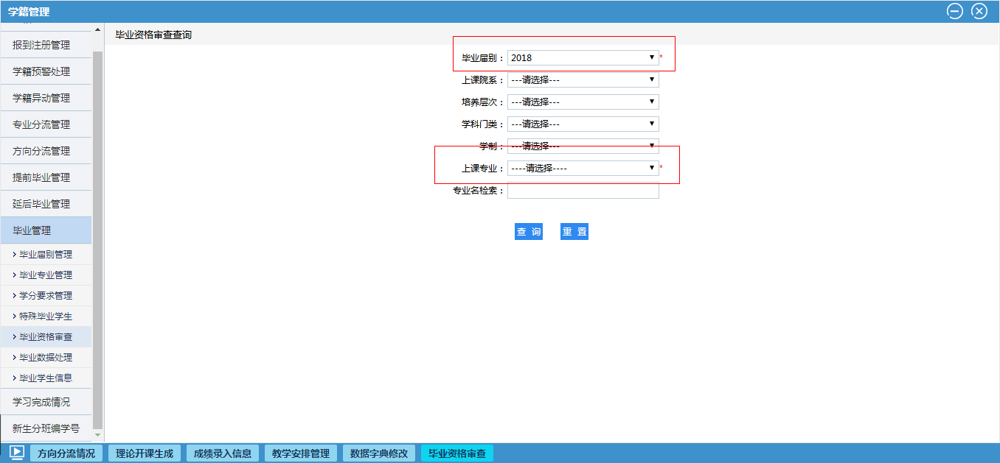 学籍管理
报到注册管理
学籍预警处理
学籍异动管理
专业分流管理
方向分流管理
提前毕业管理
延后毕业管理
毕业管理
毕业届别管理
毕业专业管理
学分要求管理
特殊毕业学生
毕业资格审查
毕业数据处理
毕业学生信息
学习完成情况
新生分班编学号
毕业资格审查查询
毕业届别： 2018 *
上课院系： ---请选择---
培养层次： ---请选择---
学科门类： ---请选择---
学制： ---请选择---
上课专业： ----请选择---- *
专业名检索：
查 询 重 置
方向分流情况 理论开课生成 成绩录入信息 教学安排管理 数据字典修改 毕业资格审查